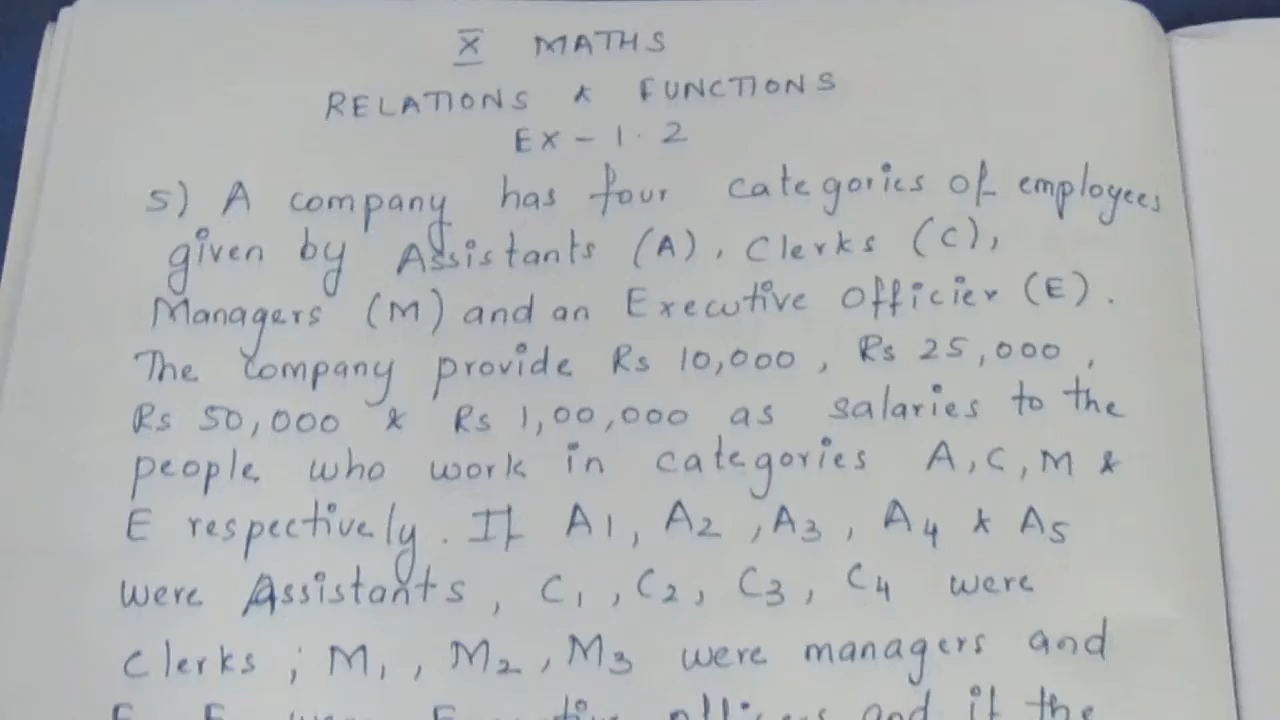 X MATHS
RELATIONS & FUNCTIONS
EX - 1.2
5) A company has four categories of employees
given by Assistants (A), Clerks (C),
Managers (M) and an Executive Officier (E).
The company provide Rs 10,000, Rs 25,000,
Rs 50,000 & Rs 1,00,000 as salaries to the
people who work in categories A, C, M &
E respectively. If A1, A2, A3, A4 & A5
were Assistants, C1, C2, C3, C4 were
clerks; M1, M2, M3 were managers and
and if the